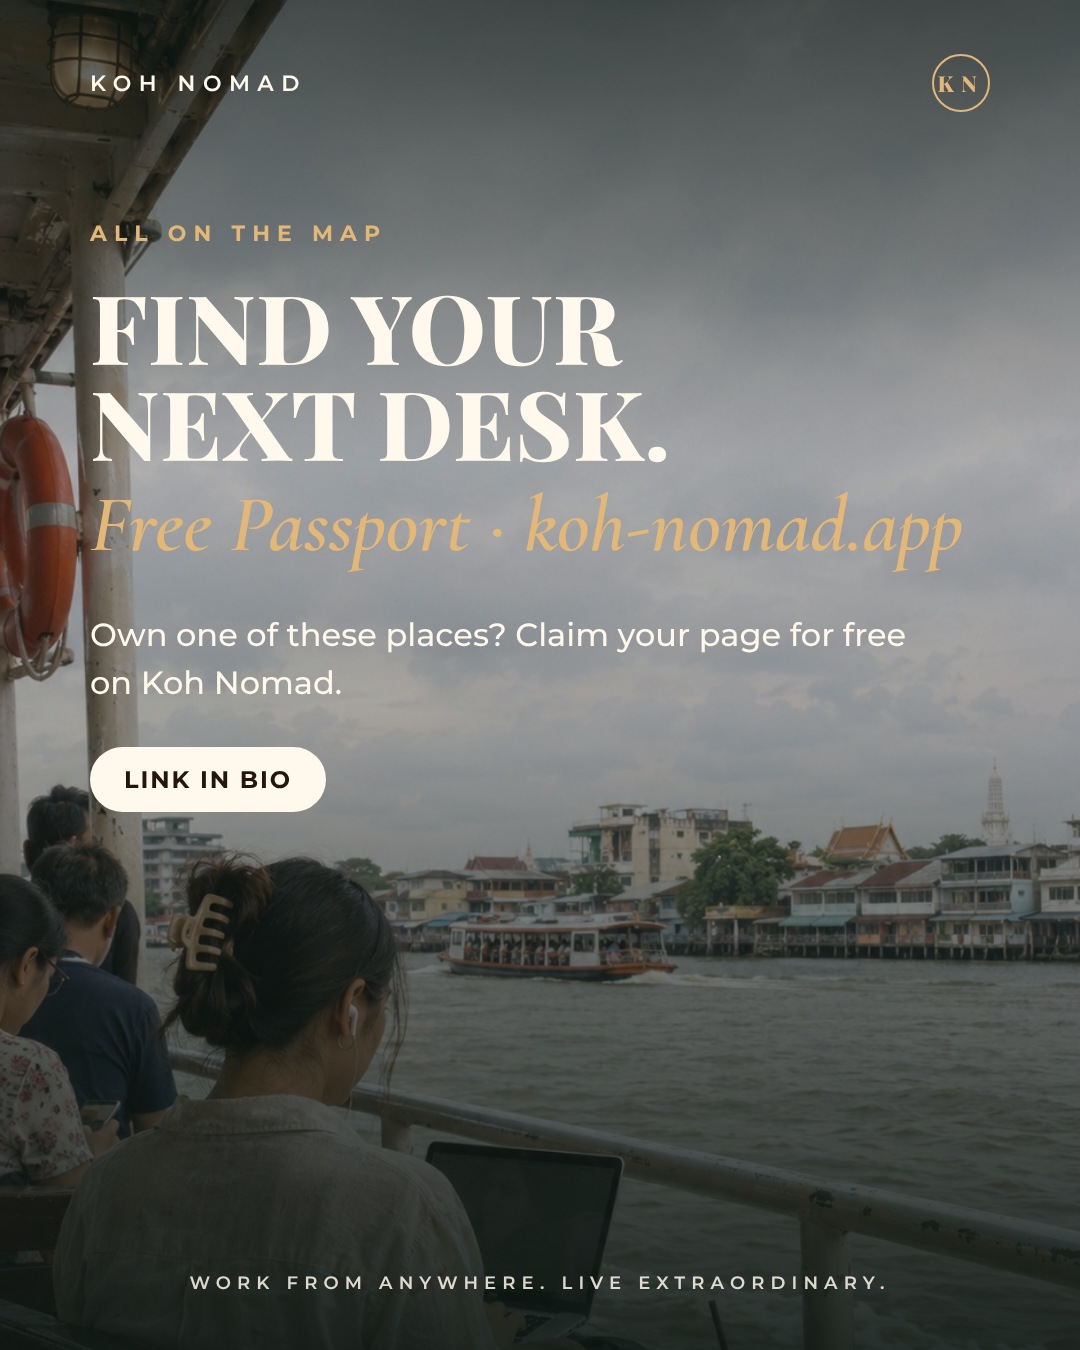 KOH NOMAD
KN
ALL ON THE MAP
FIND YOUR
NEXT DESK.
Free Passport · koh-nomad.app
Own one of these places? Claim your page for free
on Koh Nomad.
LINK IN BIO
WORK FROM ANYWHERE. LIVE EXTRAORDINARY.